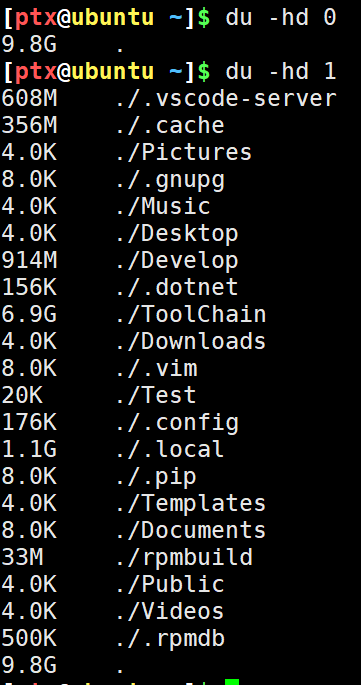 [ptx@ubuntu ~]$ du -hd 0
9.8G    .
[ptx@ubuntu ~]$ du -hd 1
608M    ./.vscode-server
356M    ./.cache
4.0K    ./Pictures
8.0K    ./.gnupg
4.0K    ./Music
4.0K    ./Desktop
914M    ./Develop
156K    ./.dotnet
6.9G    ./ToolChain
4.0K    ./Downloads
8.0K    ./.vim
20K     ./Test
176K    ./.config
1.1G    ./.local
8.0K    ./.pip
4.0K    ./Templates
8.0K    ./Documents
33M     ./rpmbuild
4.0K    ./Public
4.0K    ./Videos
500K    ./.rpmdb
9.8G    .